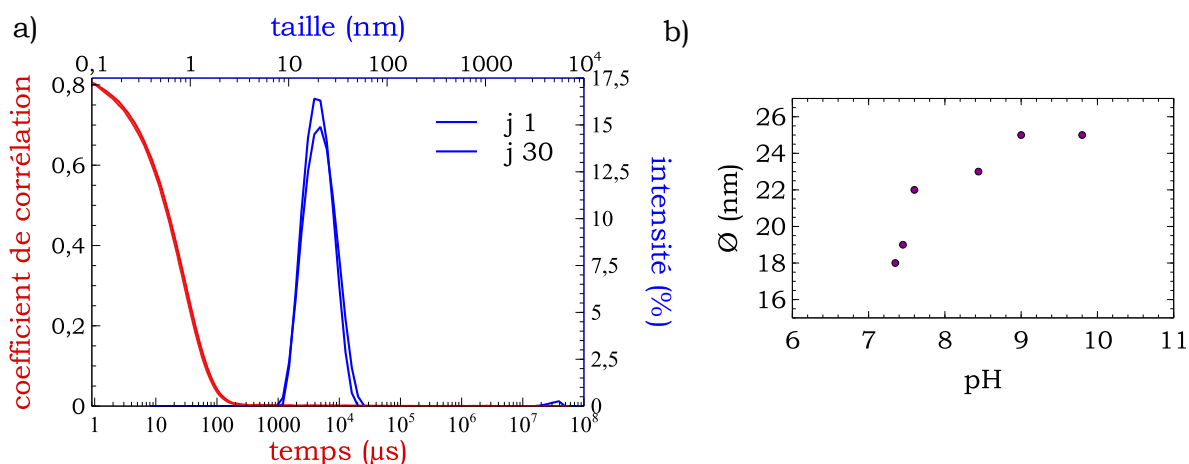 a)
taille (nm)
0,1 1 10 100 1000 10⁴
coefficient de corrélation
0,8
0,6
0,4
0,2
0
j 1
j 30
17,5
15
12,5
10
7,5
5
2,5
0
intensité (%)
1 10 100 1000 10⁴ 10⁵ 10⁶ 10⁷ 10⁸
temps (µs)
b)
Ø (nm)
26
24
22
20
18
16
6 7 8 9 10 11
pH